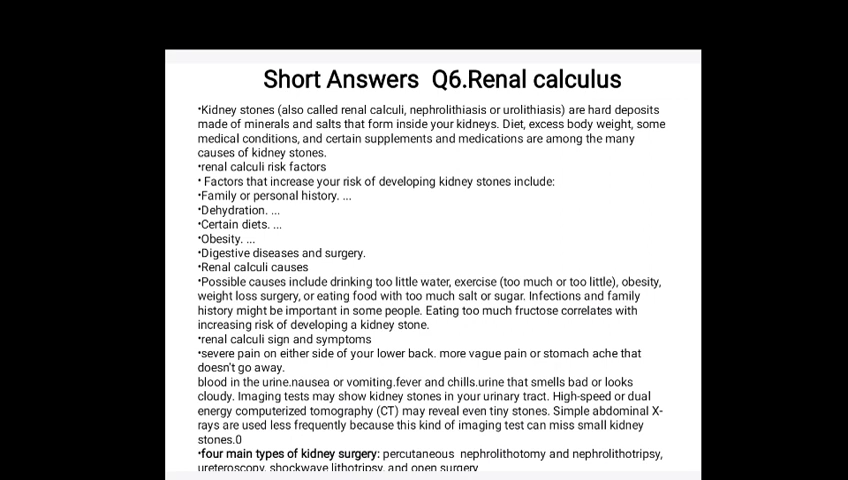 Short Answers  Q6.Renal calculus
•Kidney stones (also called renal calculi, nephrolithiasis or urolithiasis) are hard deposits
made of minerals and salts that form inside your kidneys. Diet, excess body weight, some
medical conditions, and certain supplements and medications are among the many
causes of kidney stones.
•renal calculi risk factors
• Factors that increase your risk of developing kidney stones include:
•Family or personal history. ...
•Dehydration. ...
•Certain diets. ...
•Obesity. ...
•Digestive diseases and surgery.
•Renal calculi causes
•Possible causes include drinking too little water, exercise (too much or too little), obesity,
weight loss surgery, or eating food with too much salt or sugar. Infections and family
history might be important in some people. Eating too much fructose correlates with
increasing risk of developing a kidney stone.
•renal calculi sign and symptoms
•severe pain on either side of your lower back. more vague pain or stomach ache that
doesn't go away.
blood in the urine.nausea or vomiting.fever and chills.urine that smells bad or looks
cloudy. Imaging tests may show kidney stones in your urinary tract. High-speed or dual
energy computerized tomography (CT) may reveal even tiny stones. Simple abdominal X-
rays are used less frequently because this kind of imaging test can miss small kidney
stones.0
•four main types of kidney surgery: percutaneous  nephrolithotomy and nephrolithotripsy,
ureteroscopy, shockwave lithotripsy, and open surgery